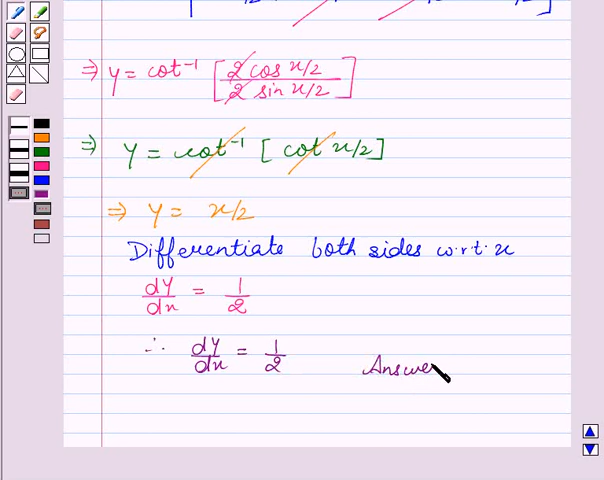 ⇒ y = cot⁻¹ [ 2 cos x/2 / 2 sin x/2 ]
⇒ y = cot⁻¹ [ cot x/2 ]
⇒ y = x/2
Differentiate both sides w.r.t. x
dy/dx = 1/2
∴ dy/dx = 1/2 Answer